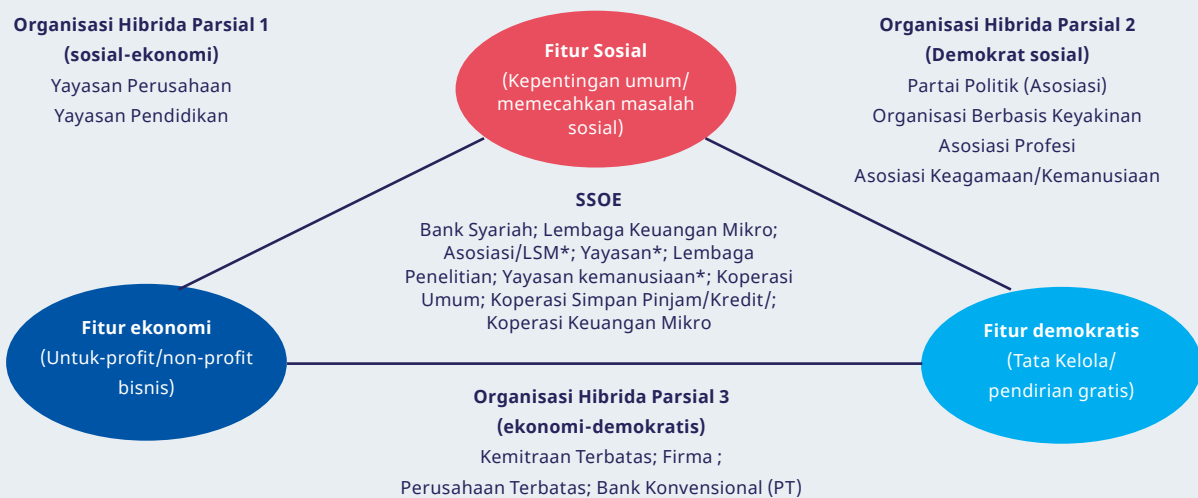 Organisasi Hibrida Parsial 1
(sosial-ekonomi)
Yayasan Perusahaan
Yayasan Pendidikan
Fitur Sosial
(Kepentingan umum/
memecahkan masalah
sosial)
Organisasi Hibrida Parsial 2
(Demokrat sosial)
Partai Politik (Asosiasi)
Organisasi Berbasis Keyakinan
Asosiasi Profesi
Asosiasi Keagamaan/Kemanusiaan
SSOE
Bank Syariah; Lembaga Keuangan Mikro;
Asosiasi/LSM*; Yayasan*; Lembaga
Penelitian; Yayasan kemanusiaan*; Koperasi
Umum; Koperasi Simpan Pinjam/Kredit/;
Koperasi Keuangan Mikro
Fitur ekonomi
(Untuk-profit/non-profit
bisnis)
Fitur demokratis
(Tata Kelola/
pendirian gratis)
Organisasi Hibrida Parsial 3
(ekonomi-demokratis)
Kemitraan Terbatas; Firma ;
Perusahaan Terbatas; Bank Konvensional (PT)